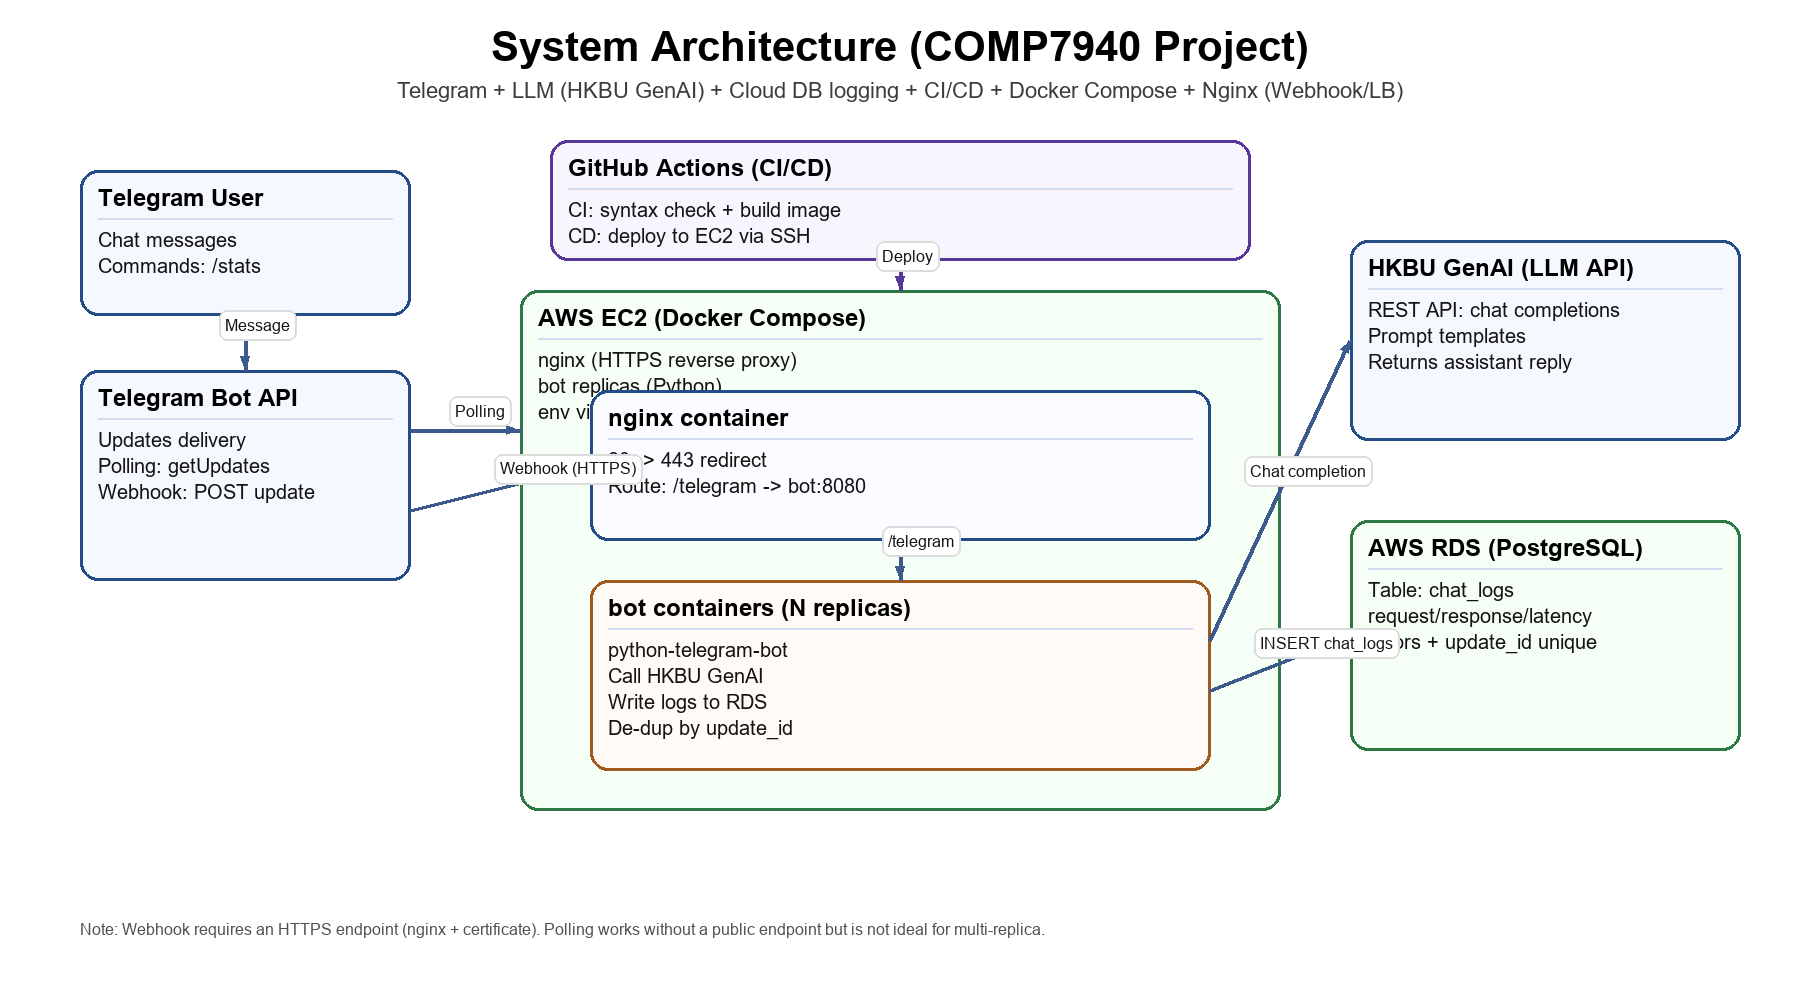 System Architecture (COMP7940 Project)
Telegram + LLM (HKBU GenAI) + Cloud DB logging + CI/CD + Docker Compose + Nginx (Webhook/LB)
GitHub Actions (CI/CD)
CI: syntax check + build image
CD: deploy to EC2 via SSH
Deploy
Telegram User
Chat messages
Commands: /stats
Message
Telegram Bot API
Updates delivery
Polling: getUpdates
Webhook: POST update
Polling
Webhook (HTTPS)
AWS EC2 (Docker Compose)
nginx (HTTPS reverse proxy)
bot replicas (Python)
env
nginx container
> 443 redirect
Route: /telegram -> bot:8080
/telegram
bot containers (N replicas)
python-telegram-bot
Call HKBU GenAI
Write logs to RDS
De-dup by update_id
HKBU GenAI (LLM API)
REST API: chat completions
Prompt templates
Returns assistant reply
Chat completion
AWS RDS (PostgreSQL)
Table: chat_logs
request/response/latency
+ update_id unique
INSERT chat_logs
Note: Webhook requires an HTTPS endpoint (nginx + certificate). Polling works without a public endpoint but is not ideal for multi-replica.